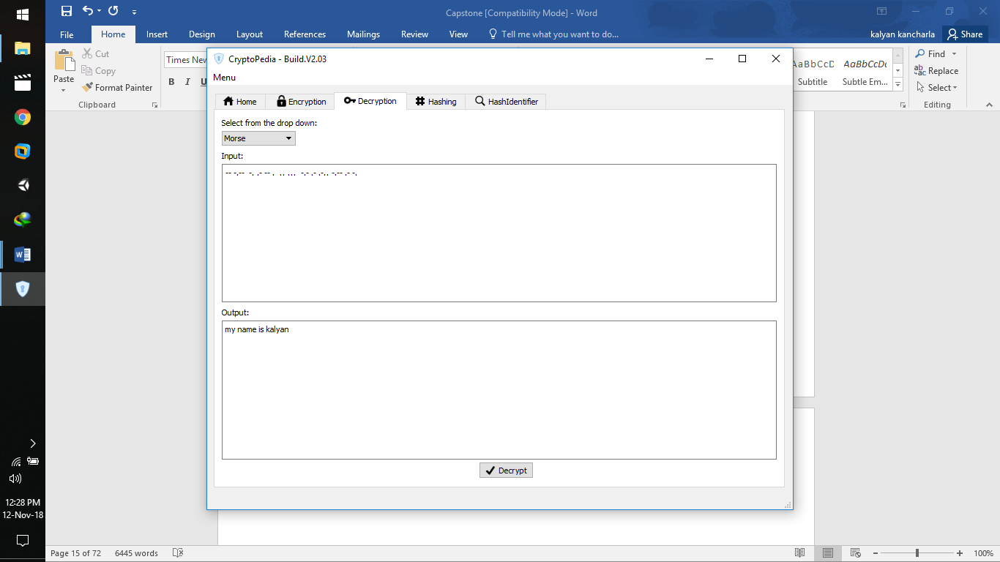 Capstone [Compatibility Mode] - Word
File Home Insert Design Layout References Mailings Review View Tell me what you want to do... kalyan kancharla Share
Cut
Copy
Paste
Format Painter
Clipboard
Times New
B I U
AaBbCcD AaBbCcDc
Subtitle Subtle Em...
Find
Replace
Select
Editing
CryptoPedia - Build.V2.03
Menu
Home Encryption Decryption Hashing HashIdentifier
Select from the drop down:
Morse
Input:
-- -.-- -. .- -- . .. ... -.- .- .-.. -.-- .- -.
Output:
my name is kalyan
Decrypt
12:28 PM
12-Nov-18
Page 15 of 72 6445 words 100%